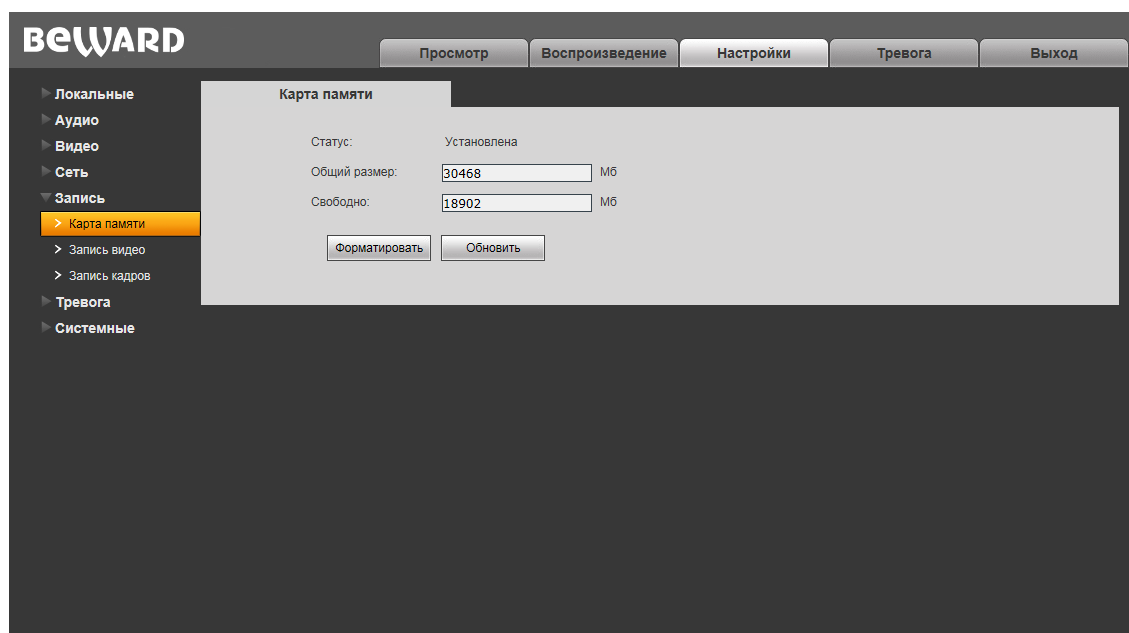 BEWARD
Просмотр Воспроизведение Настройки Тревога Выход
Локальные
Аудио
Видео
Сеть
Запись
> Карта памяти
> Запись видео
> Запись кадров
Тревога
Системные
Карта памяти
Статус: Установлена
Общий размер: 30468 Мб
Свободно: 18902 Мб
Форматировать Обновить